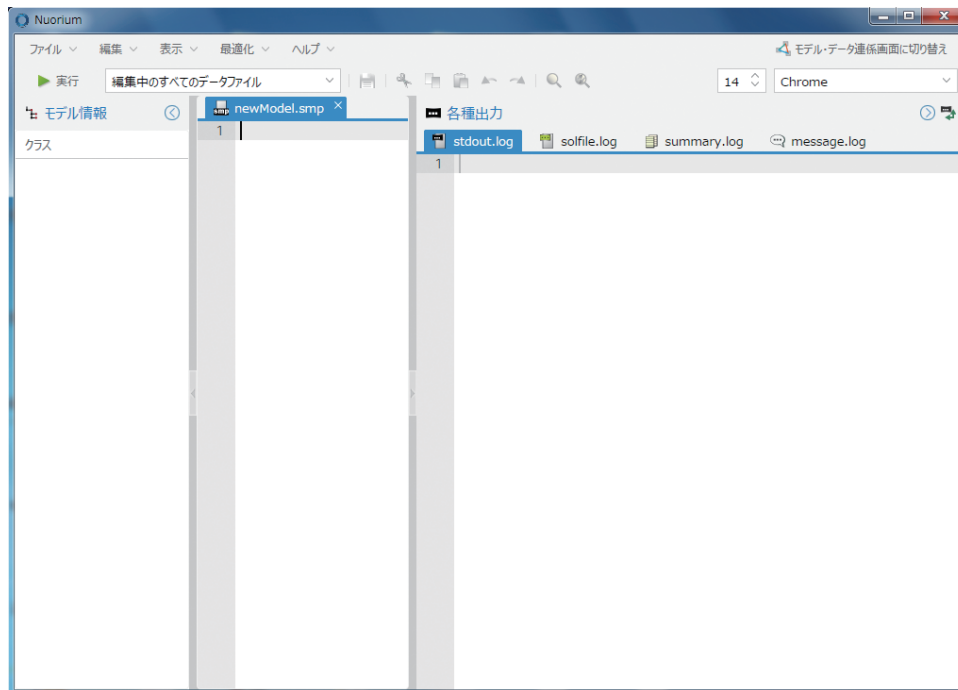 Nuorium
ファイル 編集 表示 最適化 ヘルプ モデル・データ連係画面に切り替え
実行 編集中のすべてのデータファイル 14 Chrome
モデル情報 newModel.smp 各種出力
クラス 1 stdout.log solfile.log summary.log message.log
1